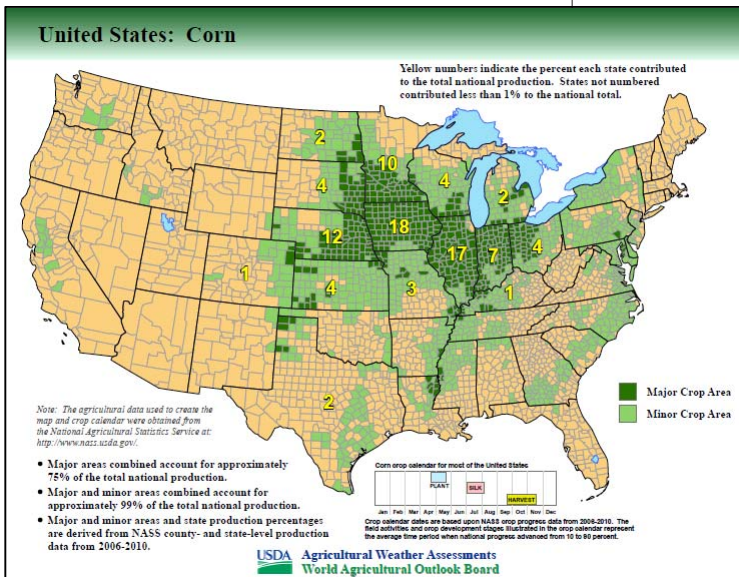 United States: Corn
Yellow numbers indicate the percent each state contributed
to the total national production. States not numbered
contributed less than 1% to the national total.
2
10
4
4
2
12
18
17
7
4
1
4
3
1
2
Major Crop Area
Minor Crop Area
Note: The agricultural data used to create the
map and crop calendar were obtained from
the National Agricultural Statistics Service at:
http://www.nass.usda.gov/.
• Major areas combined account for approximately
75% of the total national production.
• Major and minor areas combined account for
approximately 99% of the total national production.
• Major and minor areas and state production percentages
are derived from NASS county- and state-level production
data from 2006-2010.
Corn crop calendar for most of the United States
PLANT
SILK
HARVEST
Jan Feb Mar Apr May Jun Jul Aug Sep Oct Nov Dec
Crop calendar dates are based upon NASS crop progress data from 2006-2010. The
field activities and crop development stages illustrated in the crop calendar represent
the average time period when national progress advanced from 10 to 90 percent.
USDA Agricultural Weather Assessments
World Agricultural Outlook Board